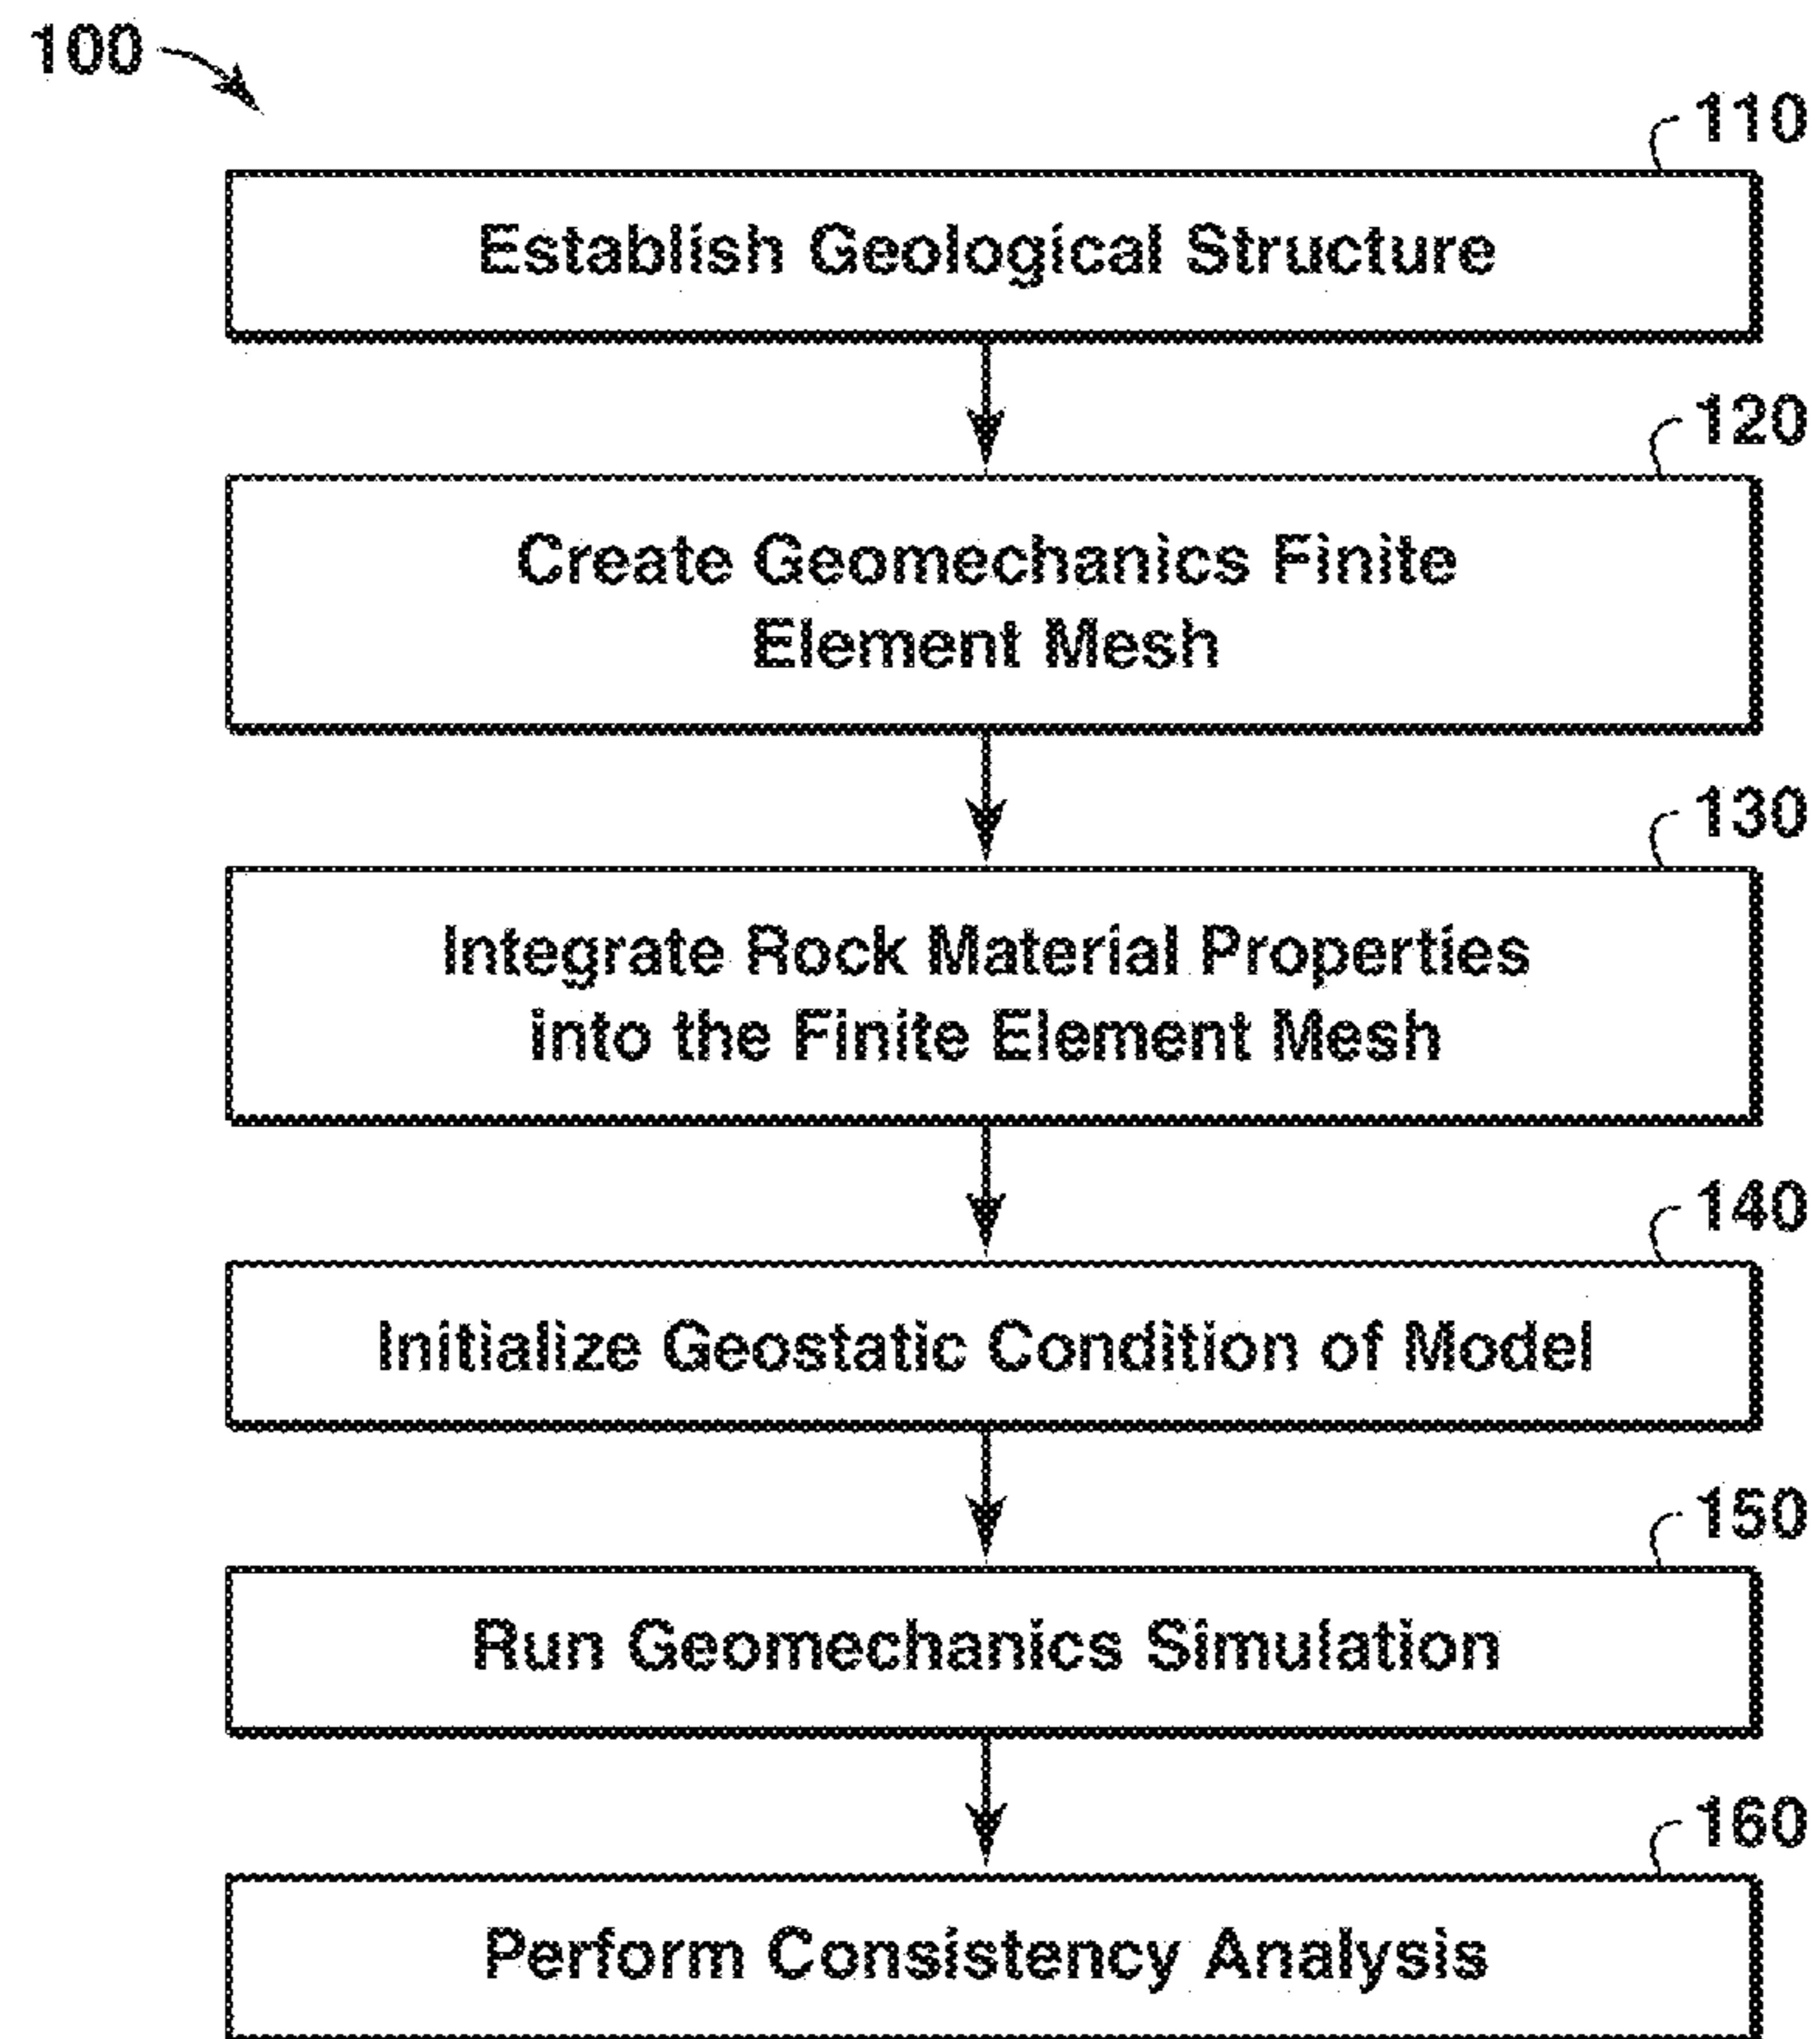 100
110
Establish Geological Structure
120
Create Geomechanics Finite
Element Mesh
130
Integrate Rock Material Properties
into the Finite Element Mesh
140
Initialize Geostatic Condition of Model
150
Run Geomechanics Simulation
160
Perform Consistency Analysis